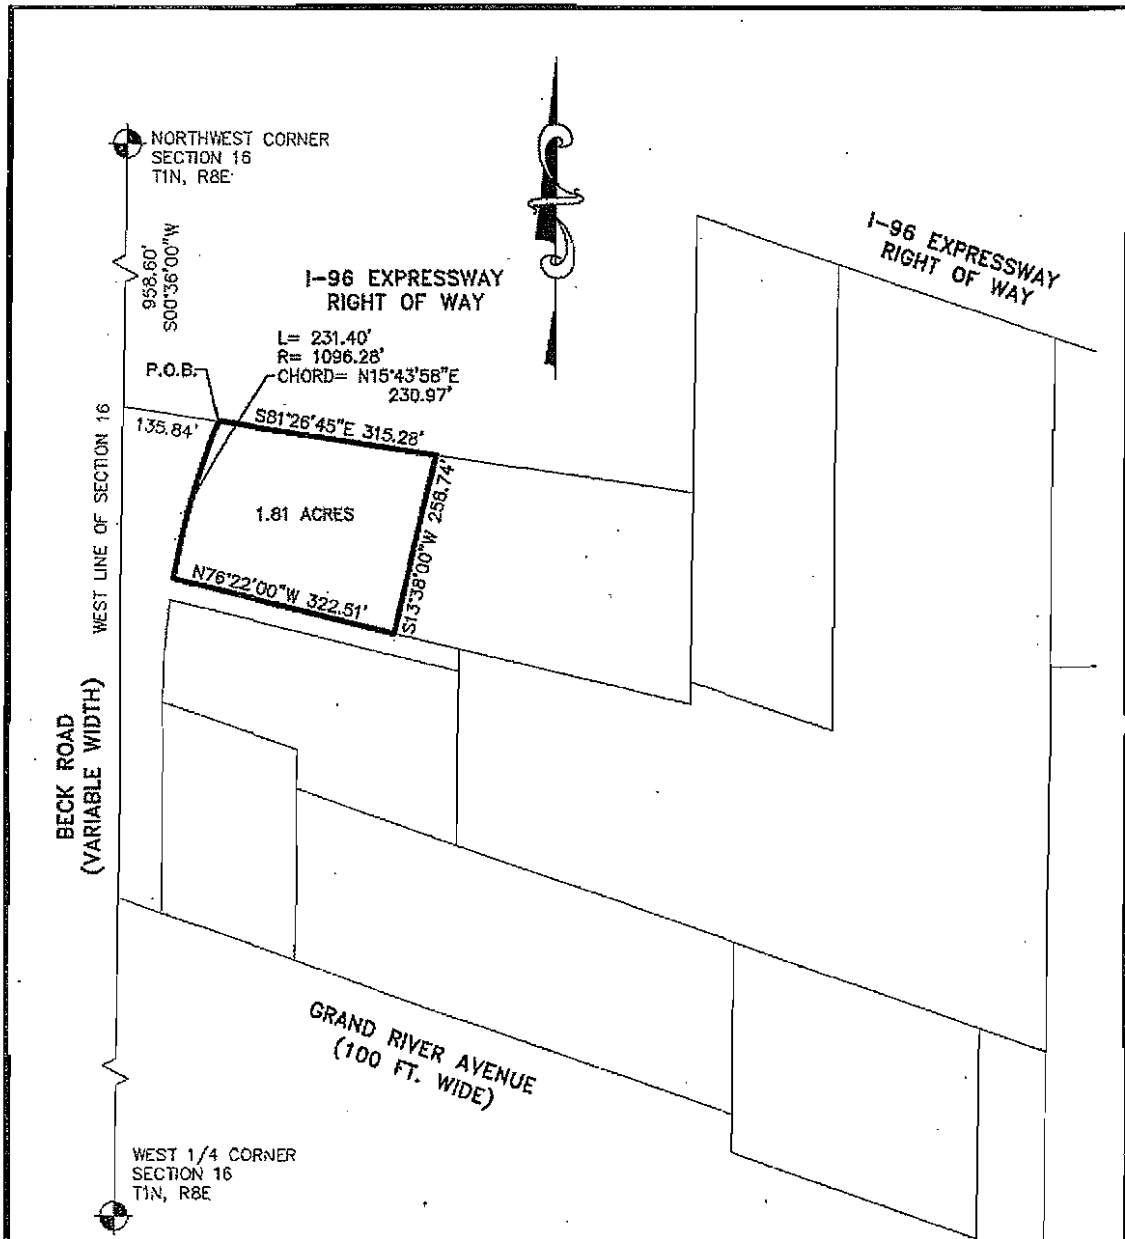 NORTHWEST CORNER
SECTION 16
T1N, R8E
958.60'
S00°36'00"W
I-96 EXPRESSWAY
RIGHT OF WAY
I-96 EXPRESSWAY
RIGHT OF WAY
L= 231.40'
R= 1096.28'
CHORD= N15°43'58"E
230.97'
P.O.B.
135.84'
S81°26'45"E 315.28'
WEST LINE OF SECTION 16
1.81 ACRES
S13°38'00"W 258.74'
N76°22'00"W 322.51'
BECK ROAD
(VARIABLE WIDTH)
GRAND RIVER AVENUE
(100 FT. WIDE)
WEST 1/4 CORNER
SECTION 16
T1N, R8E